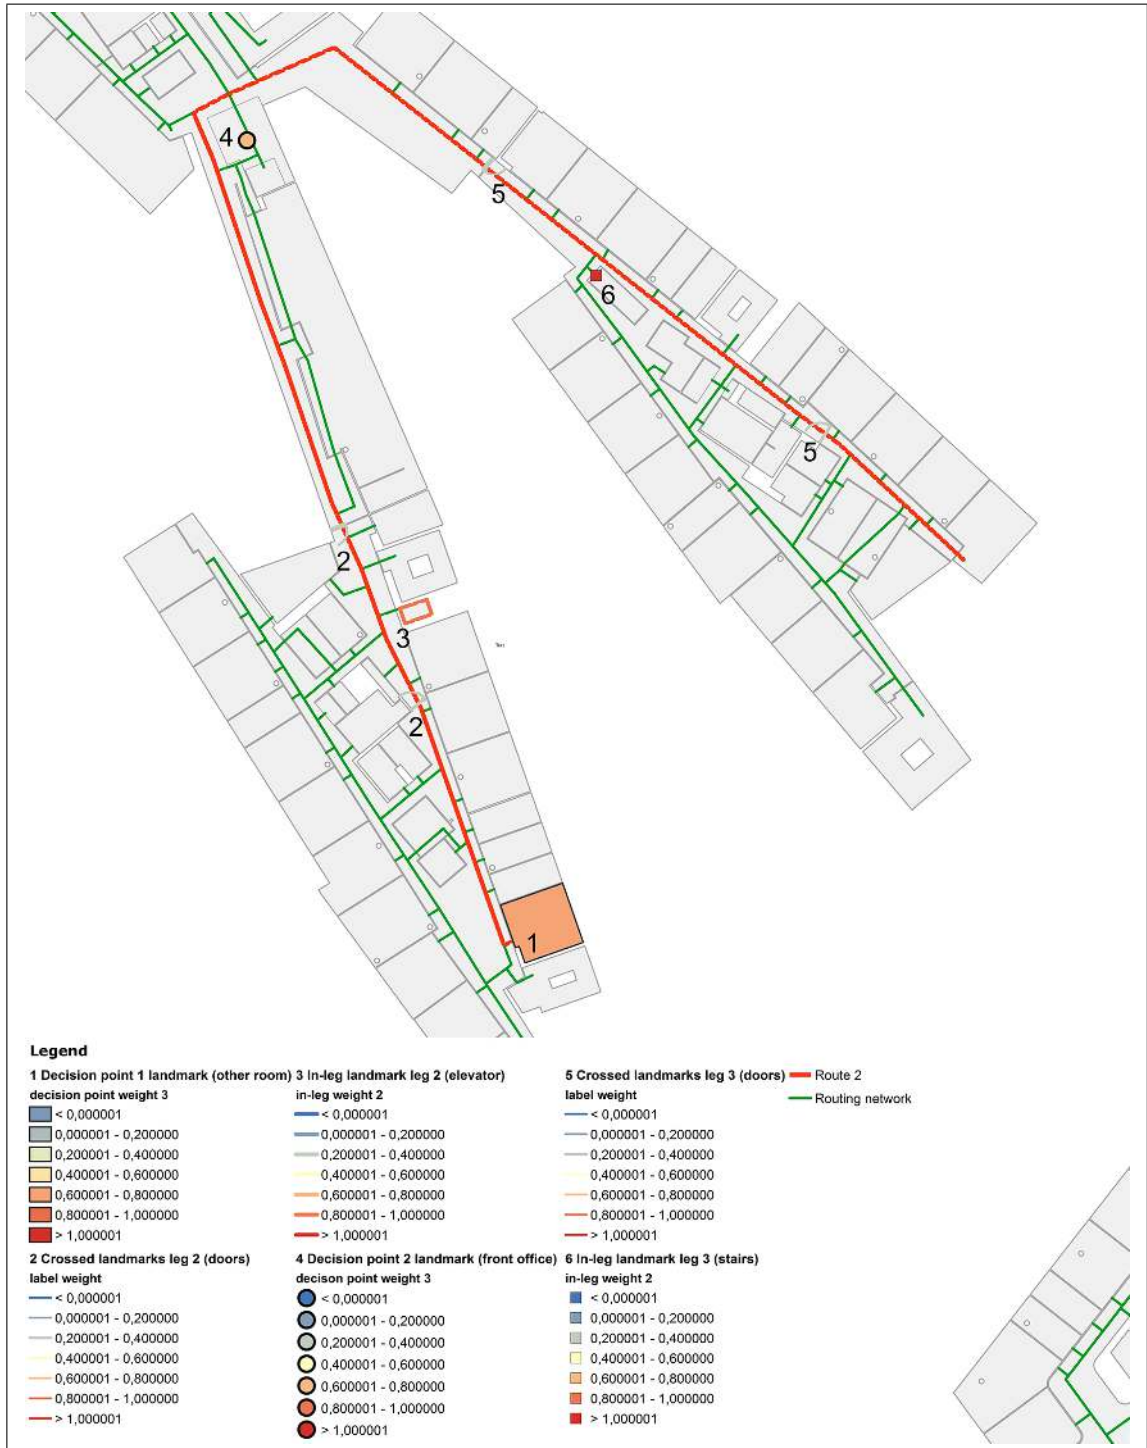 4
5
6
5
2
3
2
1
Legend
1 Decision point 1 landmark (other room)
decision point weight 3
< 0,000001
0,000001 - 0,200000
0,200001 - 0,400000
0,400001 - 0,600000
0,600001 - 0,800000
0,800001 - 1,000000
> 1,000001
3 In-leg landmark leg 2 (elevator)
in-leg weight 2
< 0,000001
0,000001 - 0,200000
0,200001 - 0,400000
0,400001 - 0,600000
0,600001 - 0,800000
0,800001 - 1,000000
> 1,000001
5 Crossed landmarks leg 3 (doors)
label weight
< 0,000001
0,000001 - 0,200000
0,200001 - 0,400000
0,400001 - 0,600000
0,600001 - 0,800000
0,800001 - 1,000000
> 1,000001
Route 2
Routing network
2 Crossed landmarks leg 2 (doors)
label weight
< 0,000001
0,000001 - 0,200000
0,200001 - 0,400000
0,400001 - 0,600000
0,600001 - 0,800000
0,800001 - 1,000000
> 1,000001
4 Decision point 2 landmark (front office)
decison point weight 3
< 0,000001
0,000001 - 0,200000
0,200001 - 0,400000
0,400001 - 0,600000
0,600001 - 0,800000
0,800001 - 1,000000
> 1,000001
6 In-leg landmark leg 3 (stairs)
in-leg weight 2
< 0,000001
0,000001 - 0,200000
0,200001 - 0,400000
0,400001 - 0,600000
0,600001 - 0,800000
0,800001 - 1,000000
> 1,000001